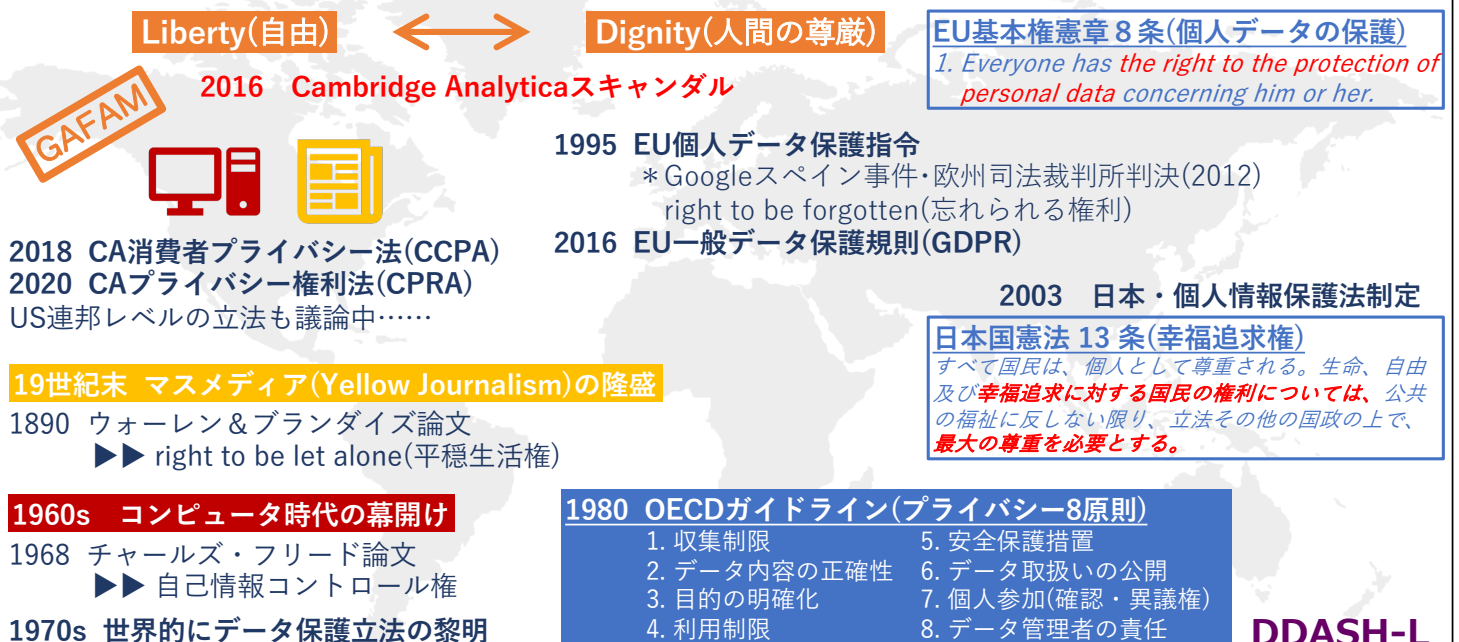 Liberty(自由)
Dignity(人間の尊厳)
2016 Cambridge Analyticaスキャンダル
GAFAM
EU基本権憲章８条(個人データの保護)
1. Everyone has the right to the protection of
personal data concerning him or her.
1995 EU個人データ保護指令
＊Googleスペイン事件･欧州司法裁判所判決(2012)
right to be forgotten(忘れられる権利)
2016 EU一般データ保護規則(GDPR)
2018 CA消費者プライバシー法(CCPA)
2020 CAプライバシー権利法(CPRA)
US連邦レベルの立法も議論中……
2003 日本・個人情報保護法制定
日本国憲法 13 条(幸福追求権)
すべて国民は、個人として尊重される。生命、自由
及び幸福追求に対する国民の権利については、公共
の福祉に反しない限り、立法その他の国政の上で、
最大の尊重を必要とする。
19世紀末 マスメディア(Yellow Journalism)の隆盛
1890 ウォーレン＆ブランダイズ論文
▶▶ right to be let alone(平穏生活権)
1960s コンピュータ時代の幕開け
1968 チャールズ・フリード論文
▶▶ 自己情報コントロール権
1970s 世界的にデータ保護立法の黎明
1980 OECDガイドライン(プライバシー8原則)
1. 収集制限
2. データ内容の正確性
3. 目的の明確化
4. 利用制限
5. 安全保護措置
6. データ取扱いの公開
7. 個人参加(確認・異議権)
8. データ管理者の責任
DDASH-L